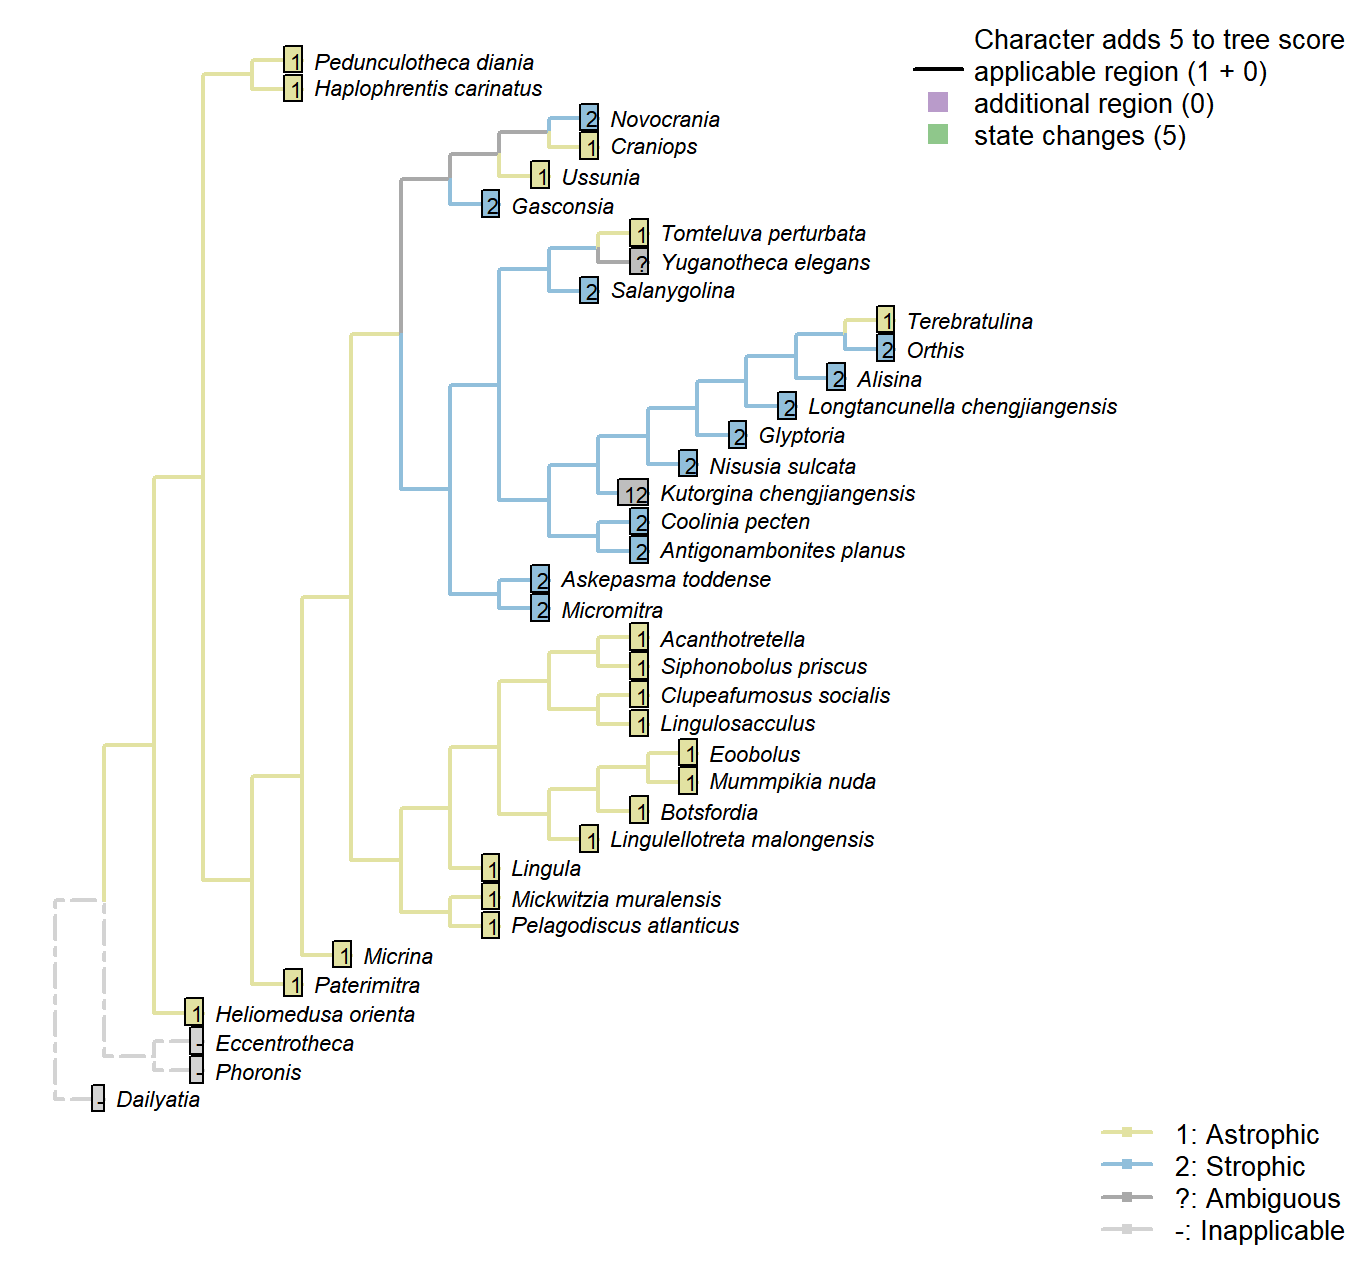 Character adds 5 to tree score
applicable region (1 + 0)
additional region (0)
state changes (5)
1 Pedunculotheca diania
1 Haplophrentis carinatus
2 Novocrania
1 Craniops
1 Ussunia
2 Gasconsia
1 Tomteluva perturbata
? Yuganotheca elegans
2 Salanygolina
1 Terebratulina
2 Orthis
2 Alisina
2 Longtancunella chengjiangensis
2 Glyptoria
2 Nisusia sulcata
12 Kutorgina chengjiangensis
2 Coolinia pecten
2 Antigonambonites planus
2 Askepasma toddense
2 Micromitra
1 Acanthotretella
1 Siphonobolus priscus
1 Clupeafumosus socialis
1 Lingulosacculus
1 Eoobolus
1 Mummpikia nuda
1 Botsfordia
1 Lingulellotreta malongensis
1 Lingula
1 Mickwitzia muralensis
1 Pelagodiscus atlanticus
1 Micrina
1 Paterimitra
1 Heliomedusa orienta
- Eccentrotheca
- Phoronis
- Dailyatia
1: Astrophic
2: Strophic
?: Ambiguous
-: Inapplicable